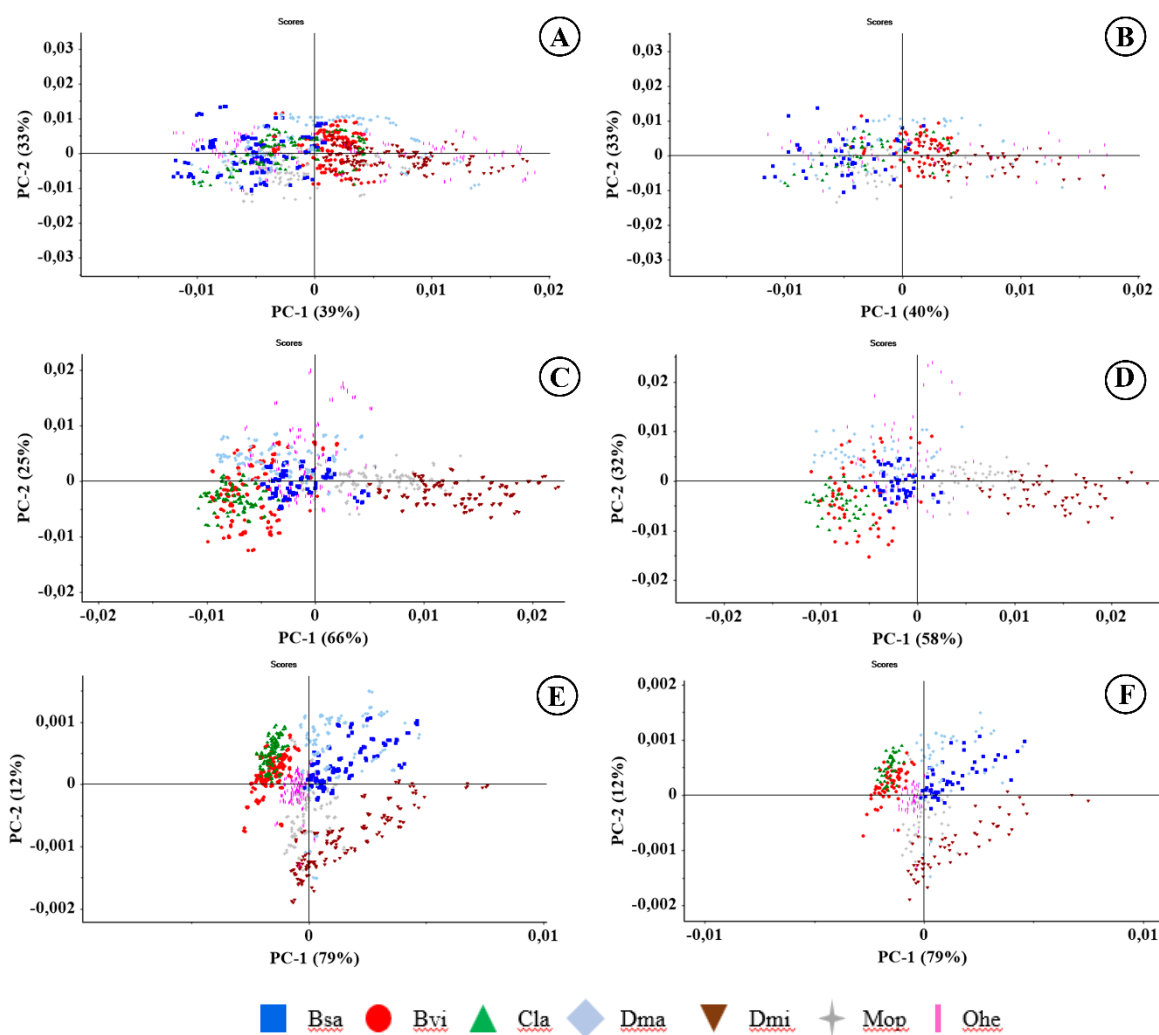 Scores
A
0,03
0,02
0,01
0
-0,01
-0,02
-0,03
PC-2 (33%)
-0,01 0 0,01 0,02
PC-1 (39%)
Scores
B
0,03
0,02
0,01
0
-0,01
-0,02
-0,03
PC-2 (33%)
-0,01 0 0,01 0,02
PC-1 (40%)
Scores
C
0,02
0,01
0
-0,01
-0,02
PC-2 (25%)
-0,02 -0,01 0 0,01 0,02
PC-1 (66%)
Scores
D
0,02
0,01
0
-0,01
-0,02
PC-2 (32%)
-0,02 -0,01 0 0,01 0,02
PC-1 (58%)
Scores
E
0,001
0
-0,001
-0,002
PC-2 (12%)
0 0,01
PC-1 (79%)
Scores
F
0,002
0,001
0
-0,001
-0,002
PC-2 (12%)
-0,01 0 0,01
PC-1 (79%)
Bsa Bvi Cla Dma Dmi Mop Ohe